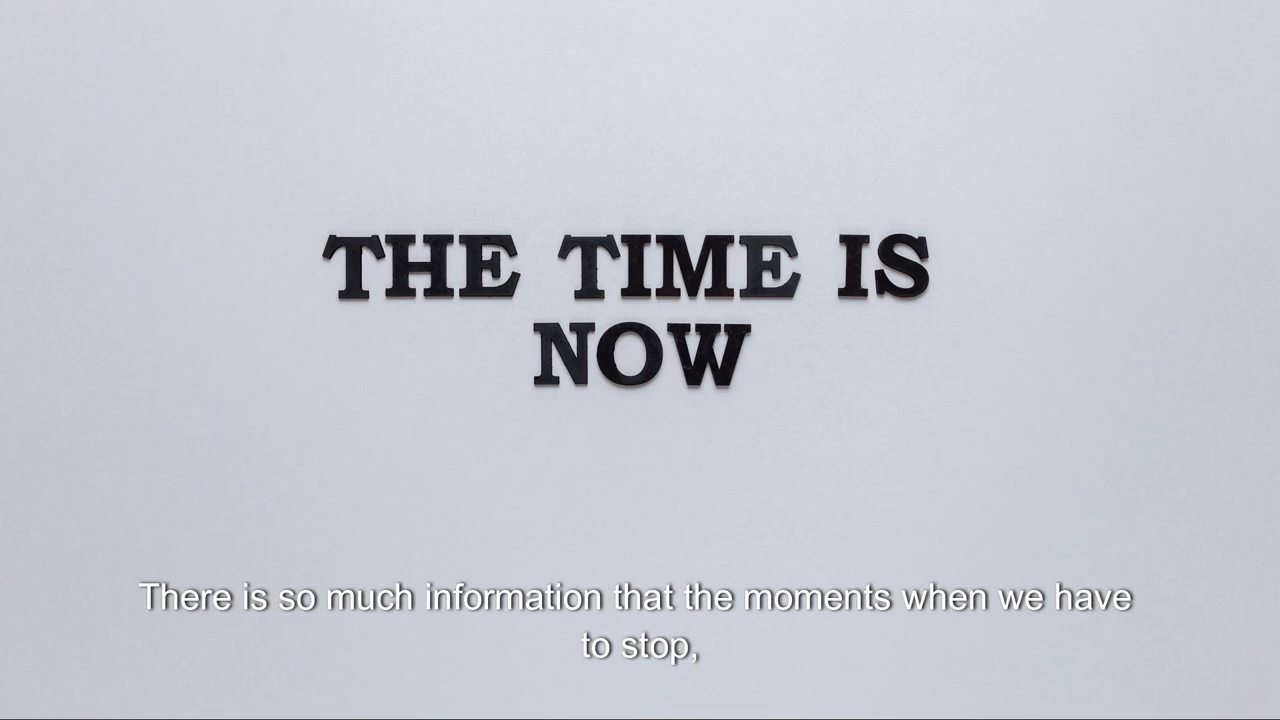 THE TIME IS
NOW
There is so much information that the moments when we have
to stop,